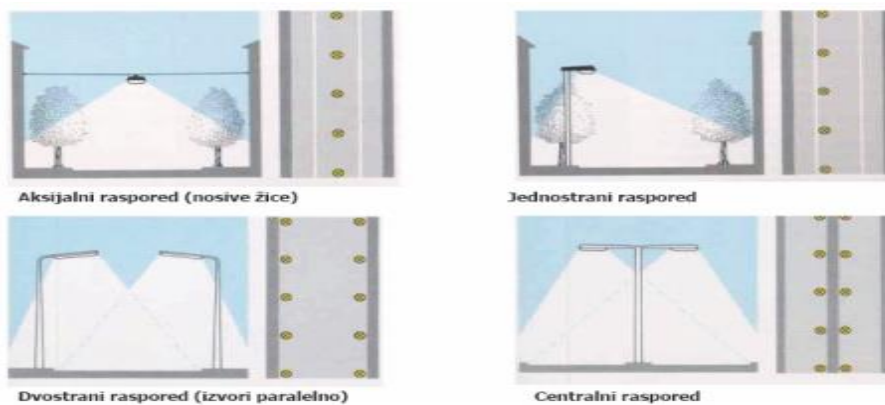 Aksijalni raspored (nosive žice)
Jednostrani raspored
Dvostrani raspored (izvori paralelno)
Centralni raspored